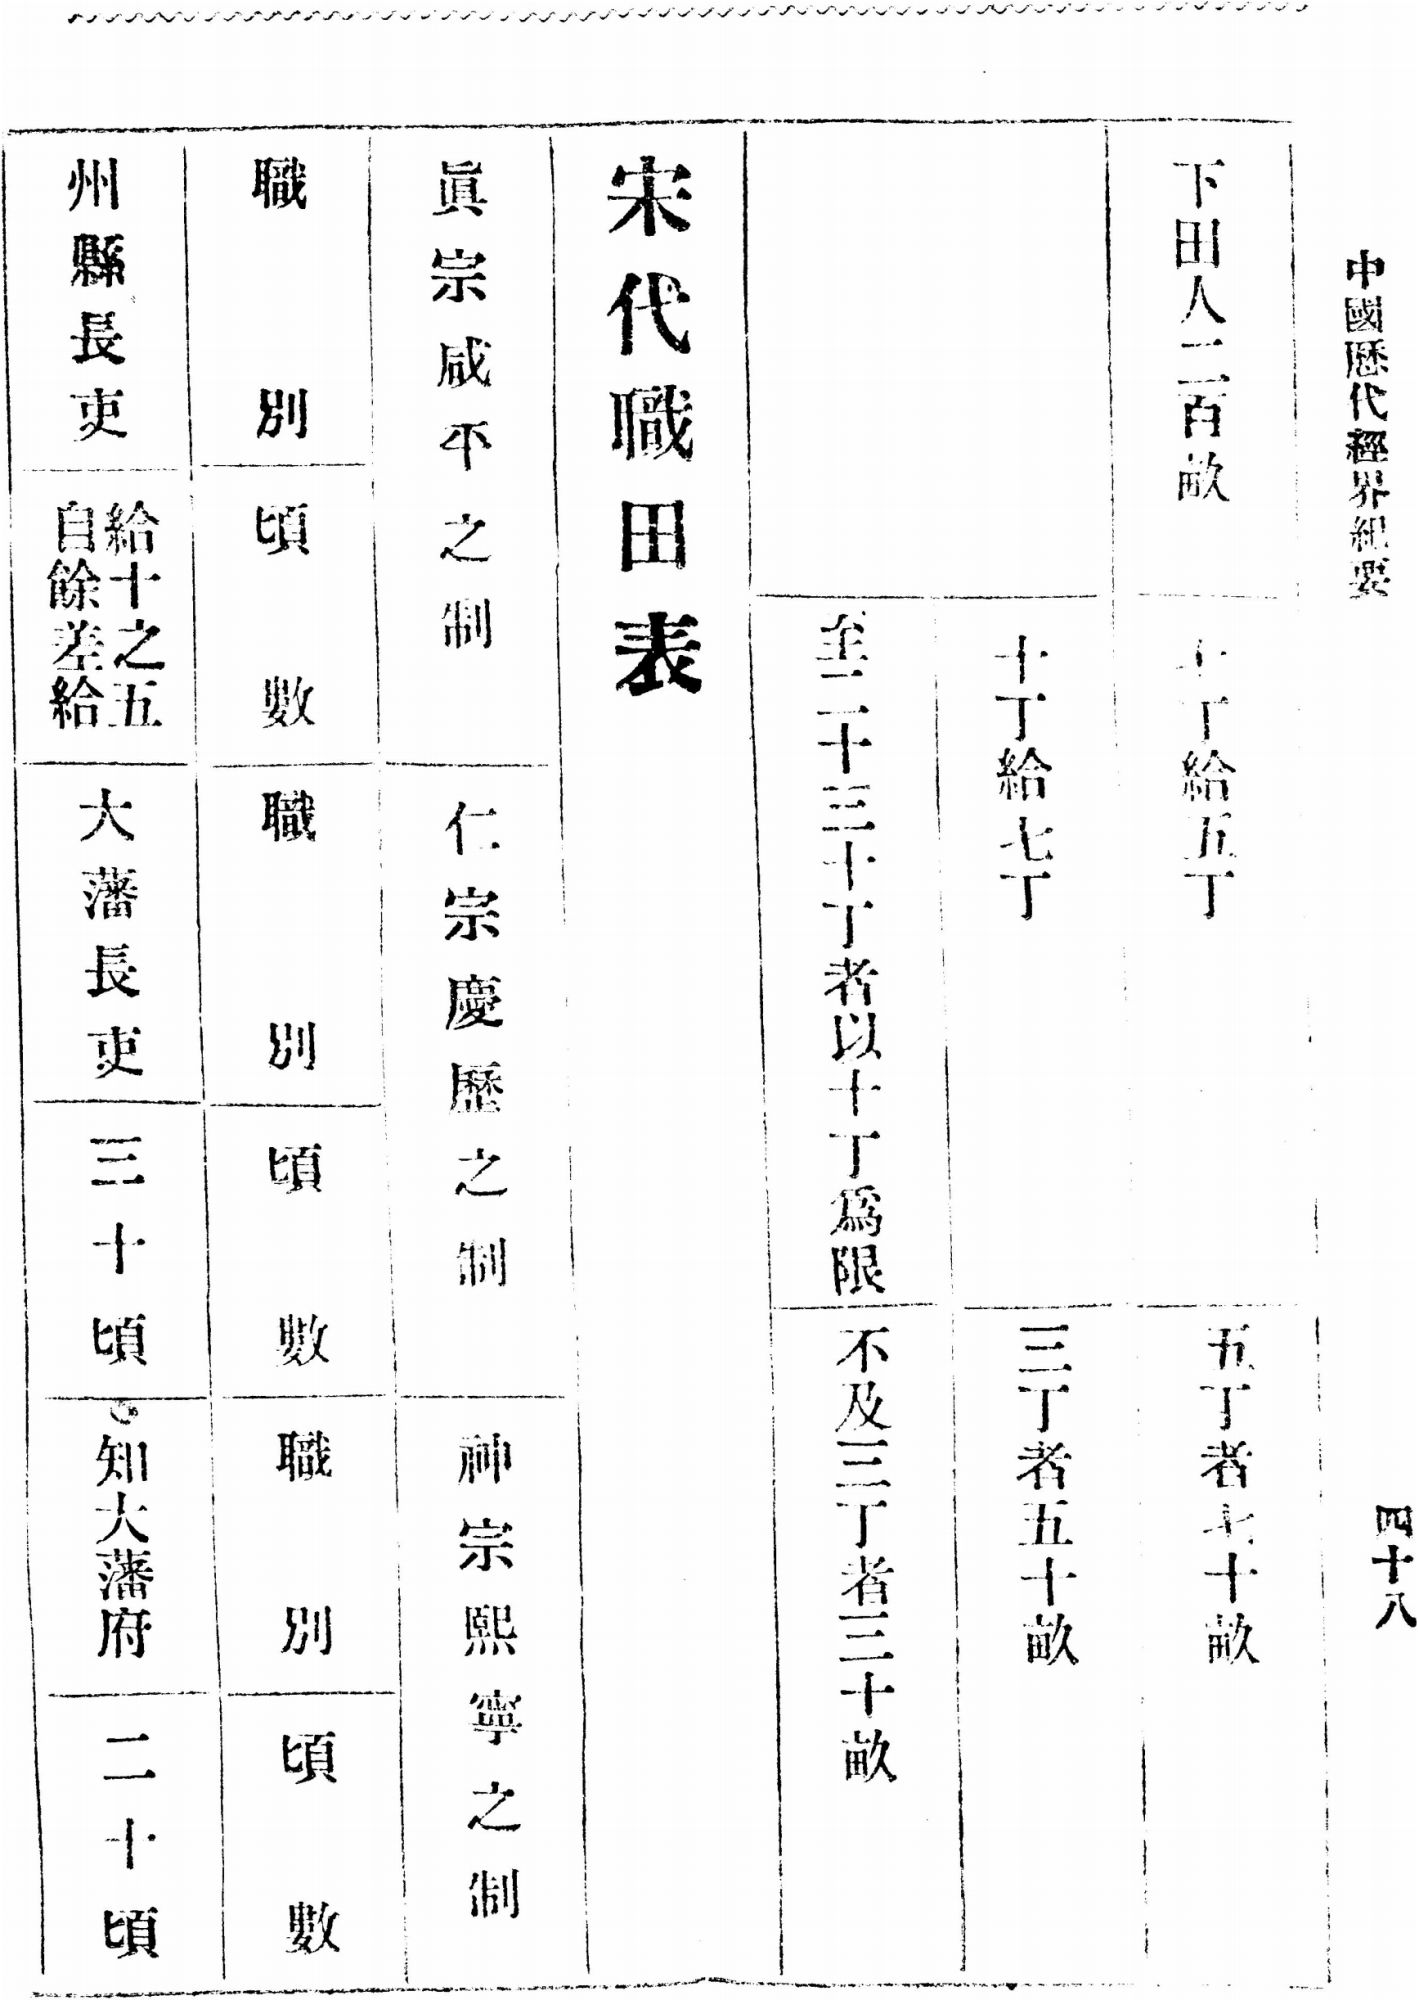 中國歷代經界紀要
四十八
下田人二百畝
七丁給五丁
五丁者七十畝
十丁給七丁
三丁者五十畝
至二十三十丁者以十丁爲限
不及三丁者三十畝
宋代職田表
眞宗咸平之制
仁宗慶歷之制
神宗熙寧之制
職別
頃數
職別
頃數
職別
頃數
州縣長吏
給十之五
自餘差給
大藩長吏
三十頃
知大藩府
二十頃